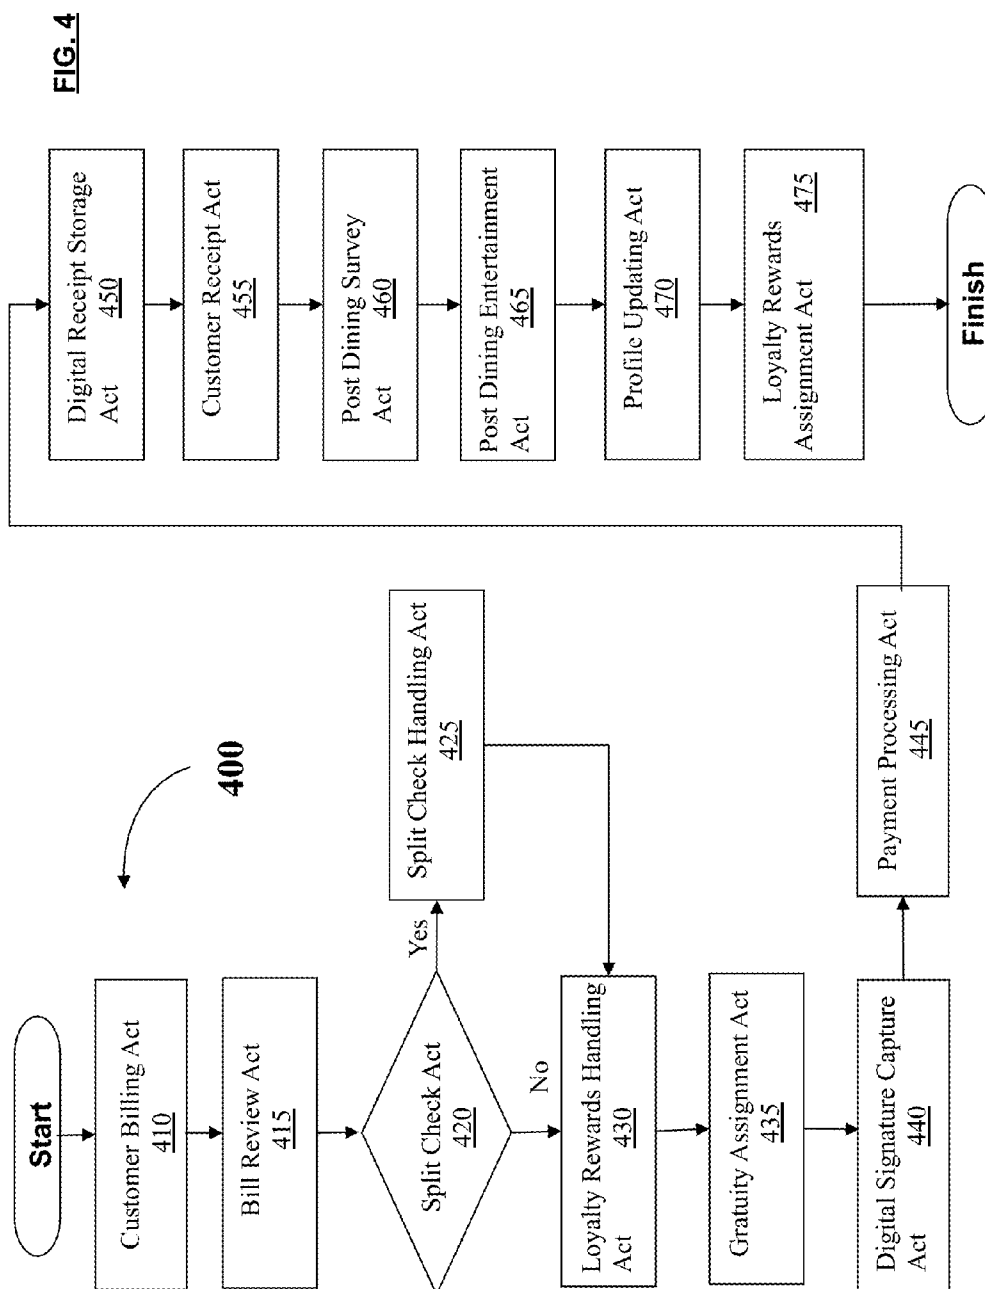 FIG. 4
400
Start
Customer Billing Act
410
Bill Review Act
415
Split Check Act
420
Yes
No
Split Check Handling Act
425
Loyalty Rewards Handling
Act 430
Gratuity Assignment Act
435
Digital Signature Capture
Act 440
Payment Processing Act
445
Digital Receipt Storage
Act 450
Customer Receipt Act
455
Post Dining Survey
Act 460
Post Dining Entertainment
Act 465
Profile Updating Act
470
Loyalty Rewards
Assignment Act 475
Finish